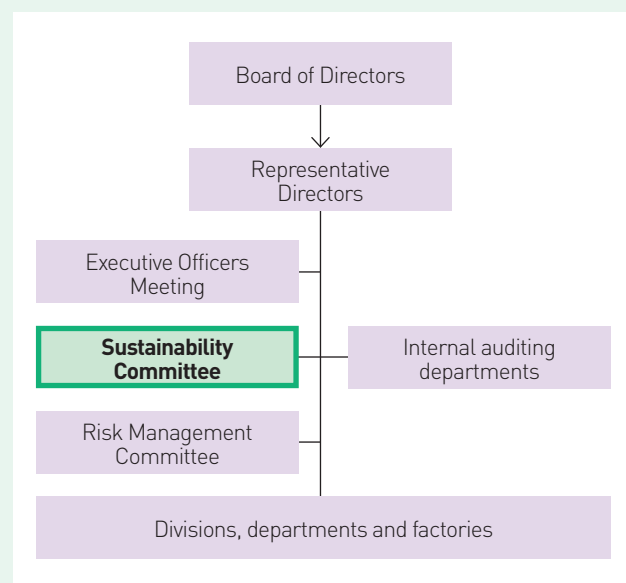 Board of Directors
Representative
Directors
Executive Officers
Meeting
Sustainability
Committee
Internal auditing
departments
Risk Management
Committee
Divisions, departments and factories